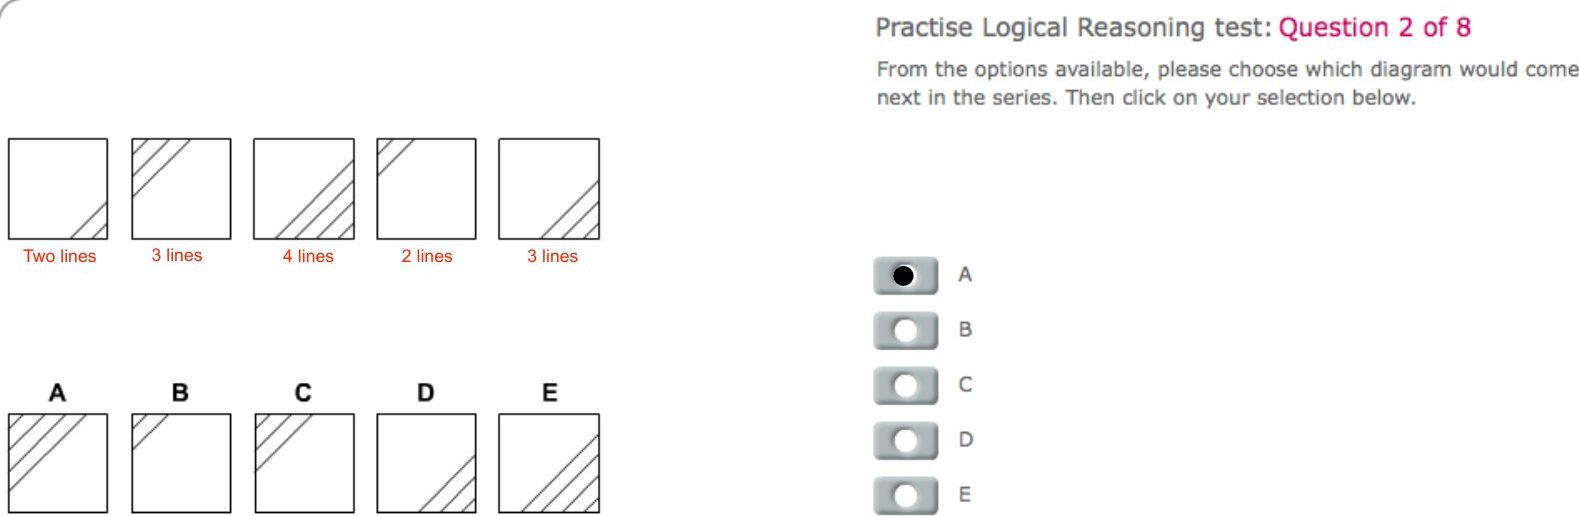 Practise Logical Reasoning test: Question 2 of 8
From the options available, please choose which diagram would come
next in the series. Then click on your selection below.
Two lines
3 lines
4 lines
2 lines
3 lines
A
B
C
D
E
A
B
C
D
E